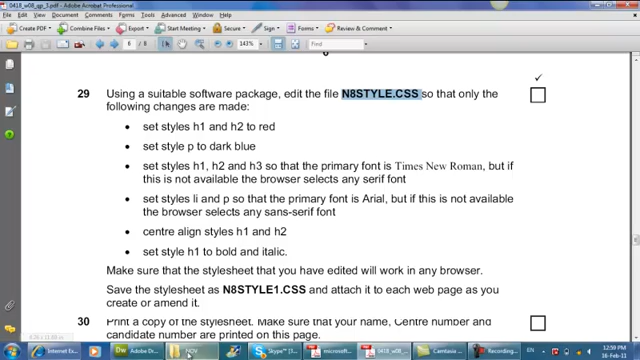 0418_w08_qp_3.pdf - Adobe Acrobat Professional
File Edit View Document Comments Forms Tools Advanced Window Help
Create PDF Combine Files Export Start Meeting Secure Sign Forms Review & Comment
6 / 8 143% Find
29 Using a suitable software package, edit the file N8STYLE.CSS so that only the ✓
following changes are made:
• set styles h1 and h2 to red
• set style p to dark blue
• set styles h1, h2 and h3 so that the primary font is Times New Roman, but if
this is not available the browser selects any serif font
• set styles li and p so that the primary font is Arial, but if this is not available
the browser selects any sans-serif font
• centre align styles h1 and h2
• set style h1 to bold and italic.
Make sure that the stylesheet that you have edited will work in any browser.
Save the stylesheet as N8STYLE1.CSS and attach it to each web page as you
create or amend it.
30 Print a copy of the stylesheet. Make sure that your name, Centre number and
candidate number are printed on this page.
Internet Ex... Adobe Dr... NOV Skype™ [3... microsoft... 0418_w08... Camtasia ... Recording... 12:59 PM
16-Feb-11